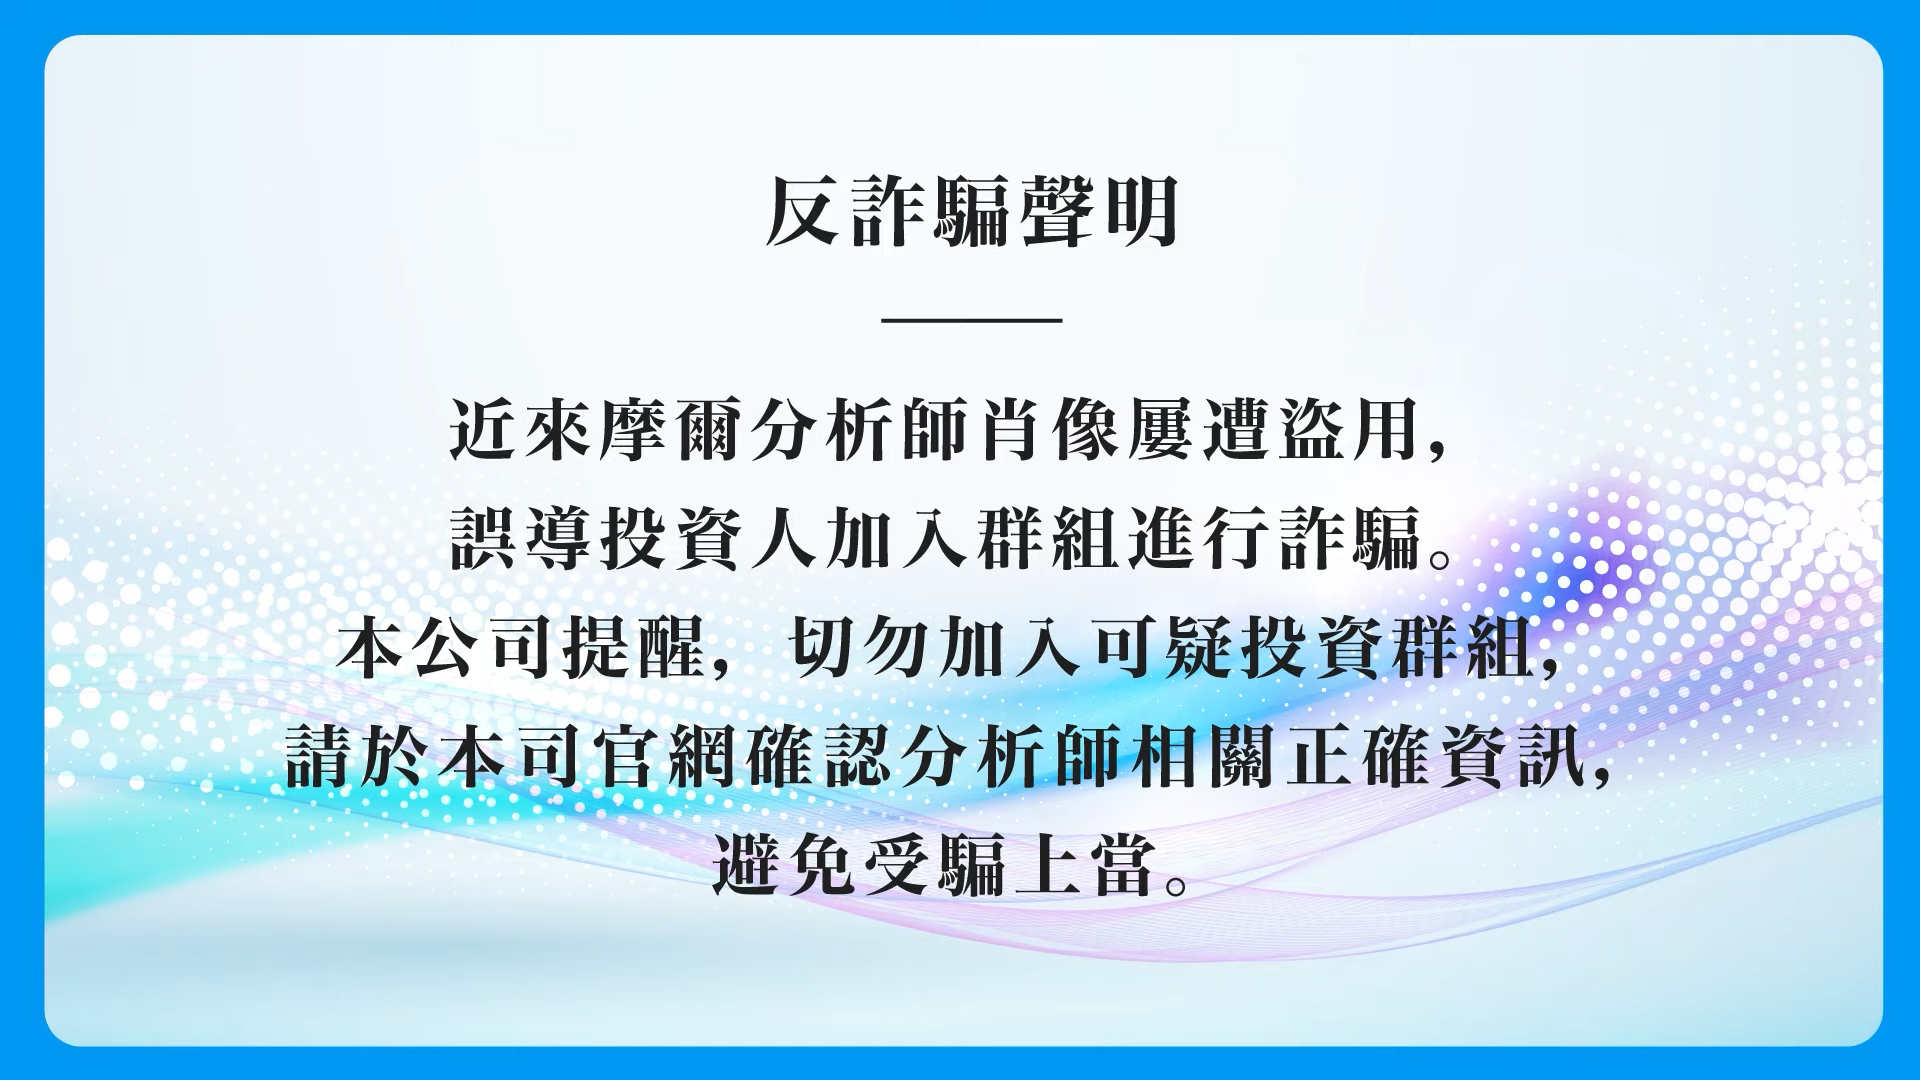 反詐騙聲明
近來摩爾分析師肖像屢遭盜用，
誤導投資人加入群組進行詐騙。
本公司提醒，切勿加入可疑投資群組，
請於本司官網確認分析師相關正確資訊，
避免受騙上當。